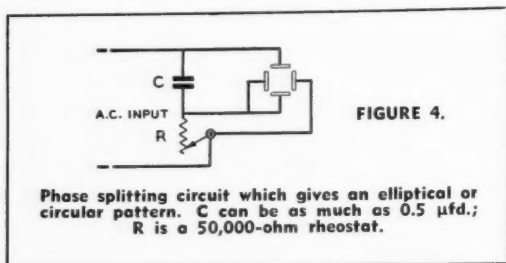 C
A.C. INPUT
R
FIGURE 4.
Phase splitting circuit which gives an elliptical or
circular pattern. C can be as much as 0.5 µfd.;
R is a 50,000-ohm rheostat.